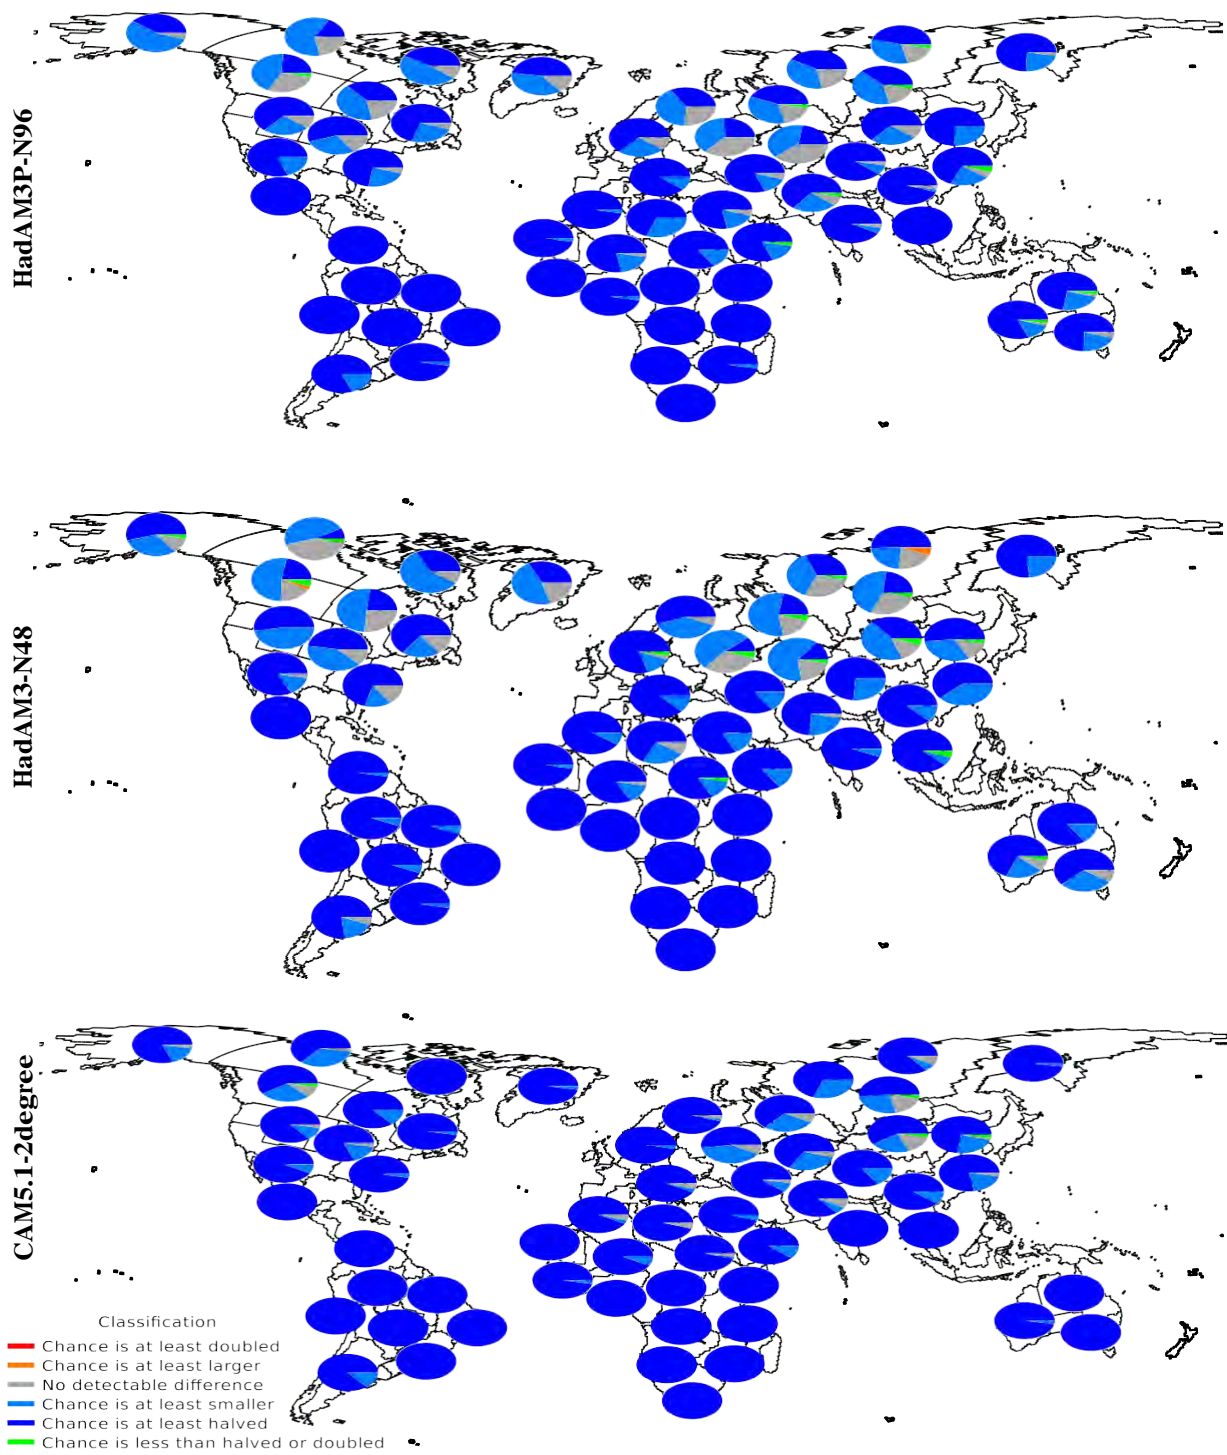 HadAM3P-N96
HadAM3-N48
CAM5.1-2degree
Classification
Chance is at least doubled
Chance is at least larger
No detectable difference
Chance is at least smaller
Chance is at least halved
Chance is less than halved or doubled